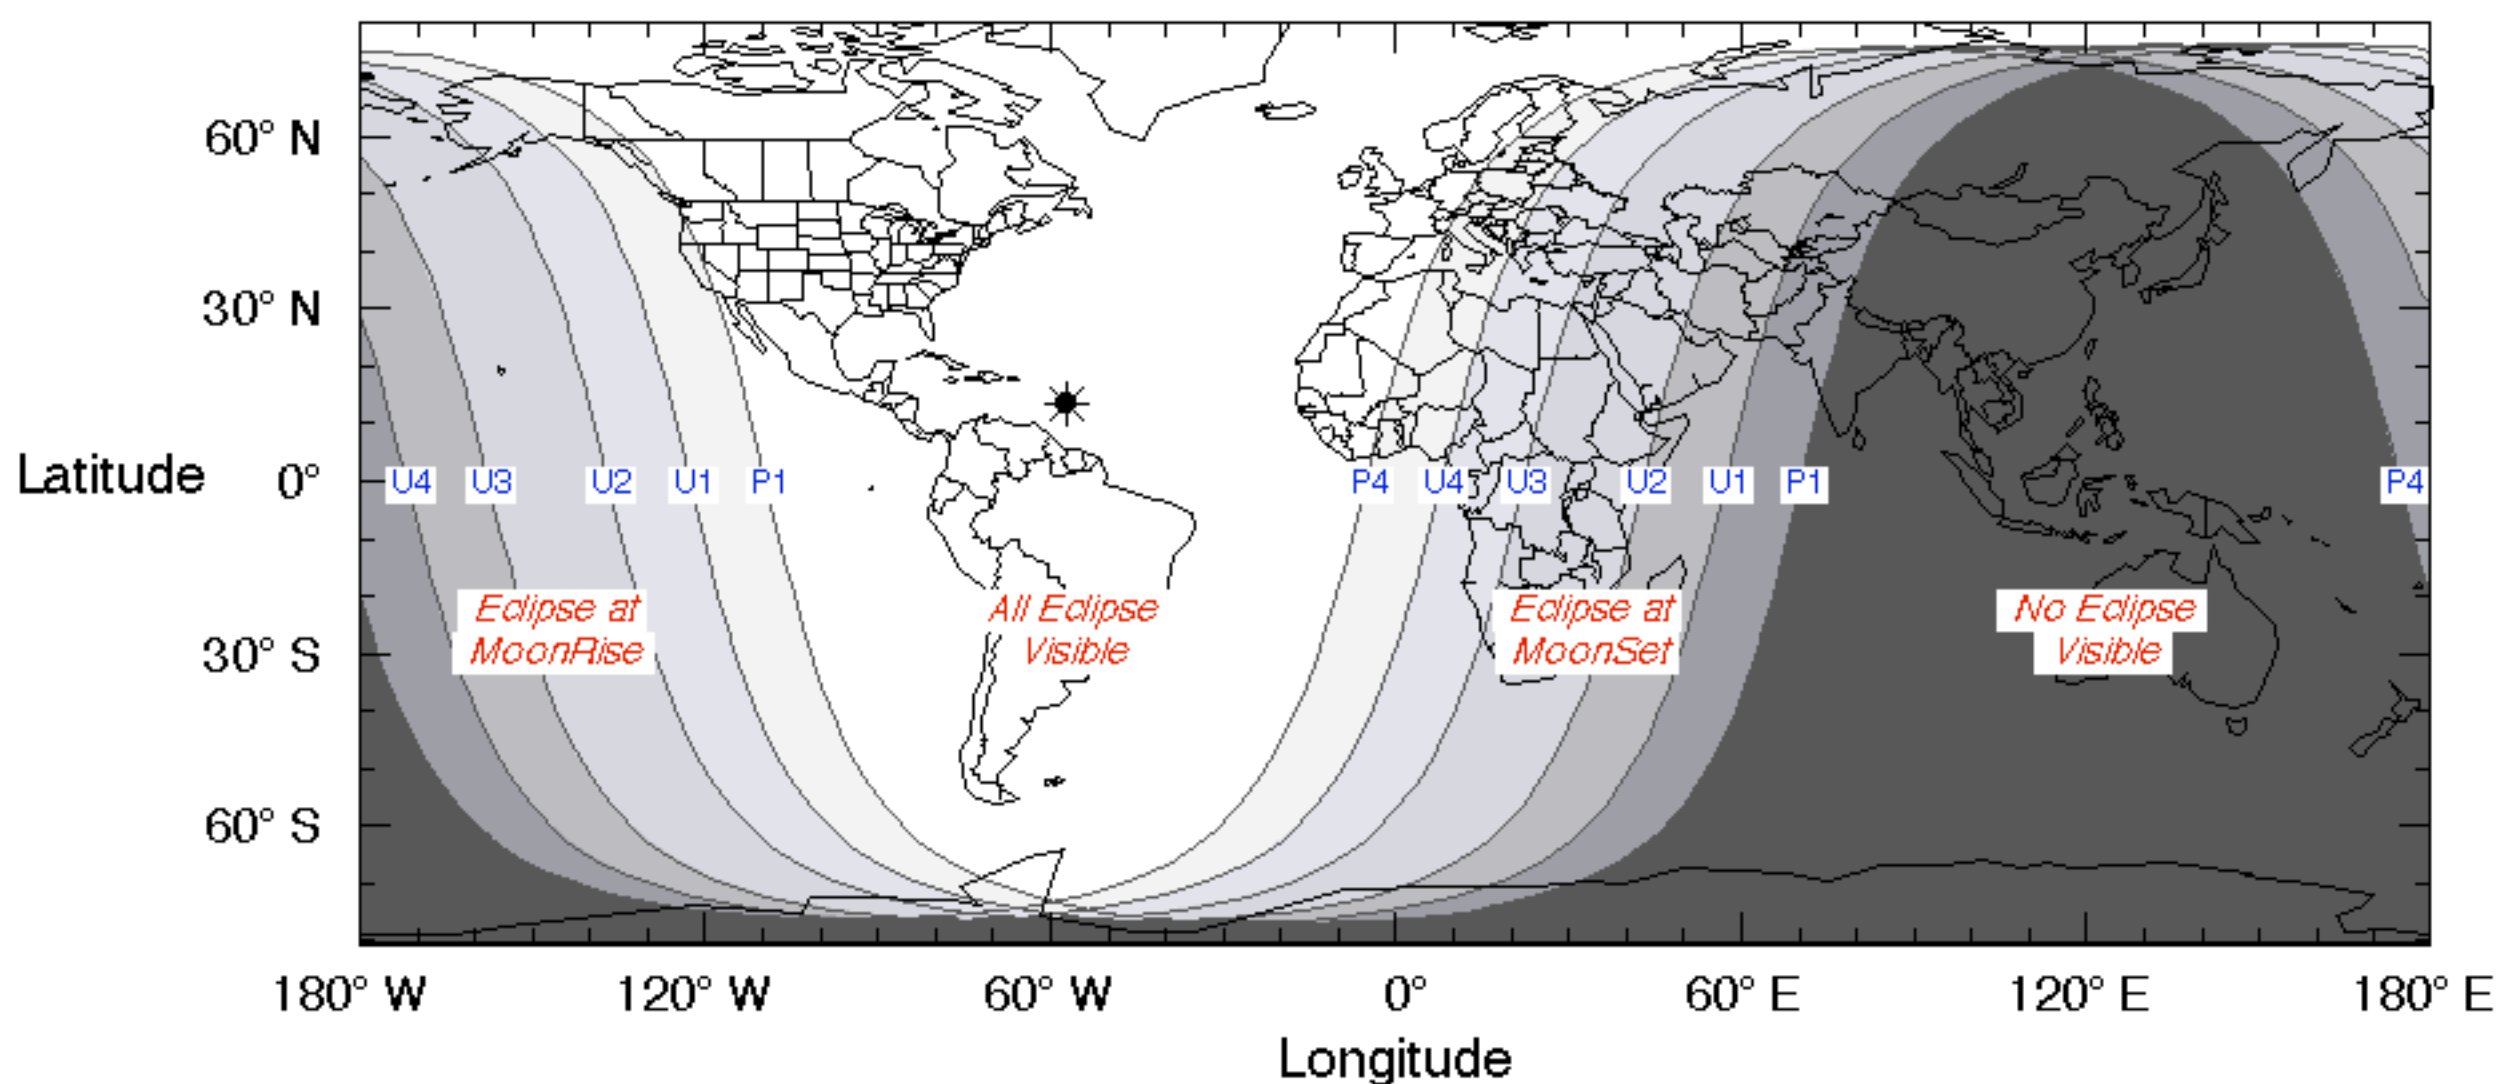 60° N
30° N
Latitude 0°
U4 U3 U2 U1 P1 P4 U4 U3 U2 U1 P1 P4
Eclipse at
MoonRise
All Eclipse
Visible
Eclipse at
MoonSet
No Eclipse
Visible
30° S
60° S
180° W 120° W 60° W 0° 60° E 120° E 180° E
Longitude